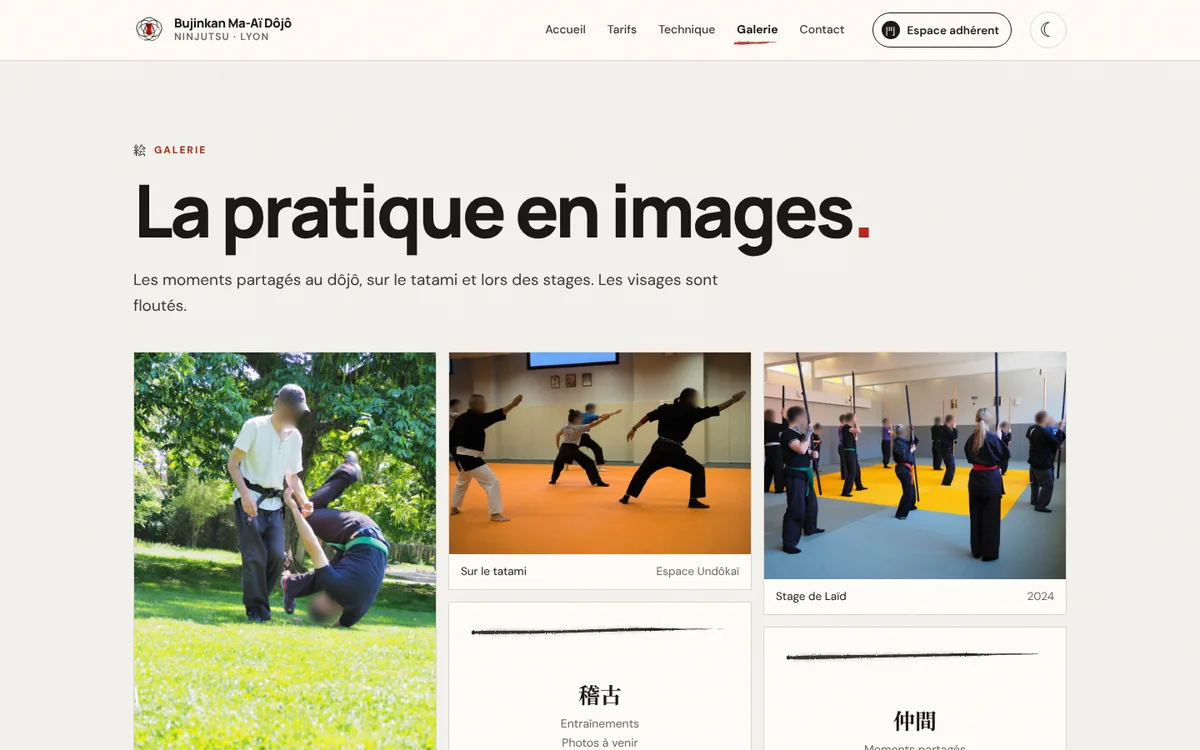 Bujinkan Ma-Aï Dôjô
NINJUTSU · LYON
Accueil
Tarifs
Technique
Galerie
Contact
Espace adhérent
絵 GALERIE
La pratique en images.
Les moments partagés au dôjô, sur le tatami et lors des stages. Les visages sont
floutés.
Sur le tatami
Espace Undôkaï
Stage de Laïd
2024
稽古
Entraînements
Photos à venir
仲間
Moments partagés